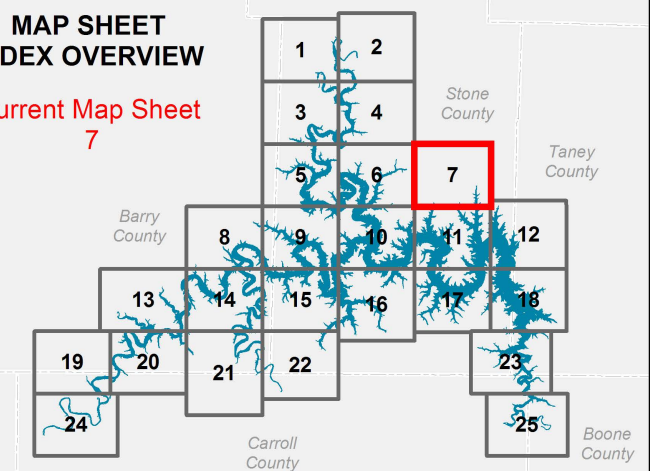 MAP SHEET
DEX OVERVIEW
urrent Map Sheet
7
1
2
3
4
Stone
County
5
6
7
Taney
County
Barry
County
8
9
10
11
12
13
14
15
16
17
18
19
20
21
22
23
24
25
Carroll
County
Boone
County